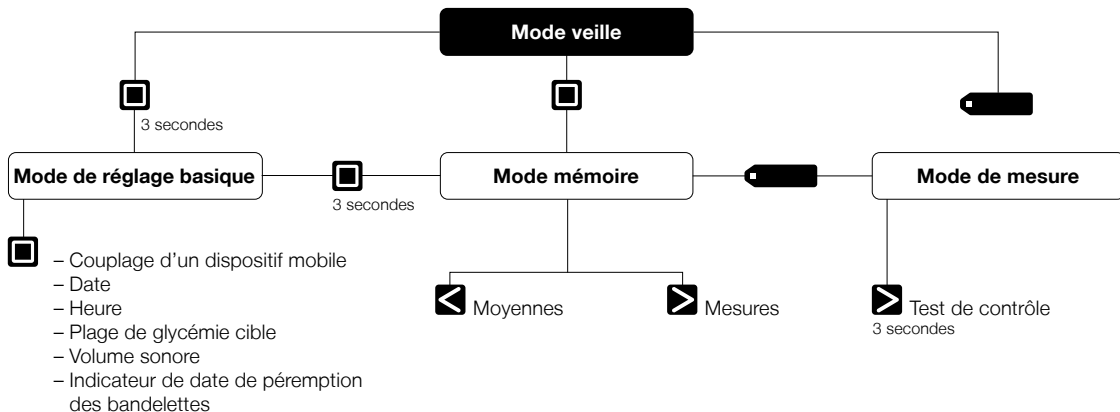 Mode veille
3 secondes
Mode de réglage basique
3 secondes
Mode mémoire
Mode de mesure
– Couplage d'un dispositif mobile
– Date
– Heure
– Plage de glycémie cible
– Volume sonore
– Indicateur de date de péremption
des bandelettes
Moyennes
Mesures
Test de contrôle
3 secondes